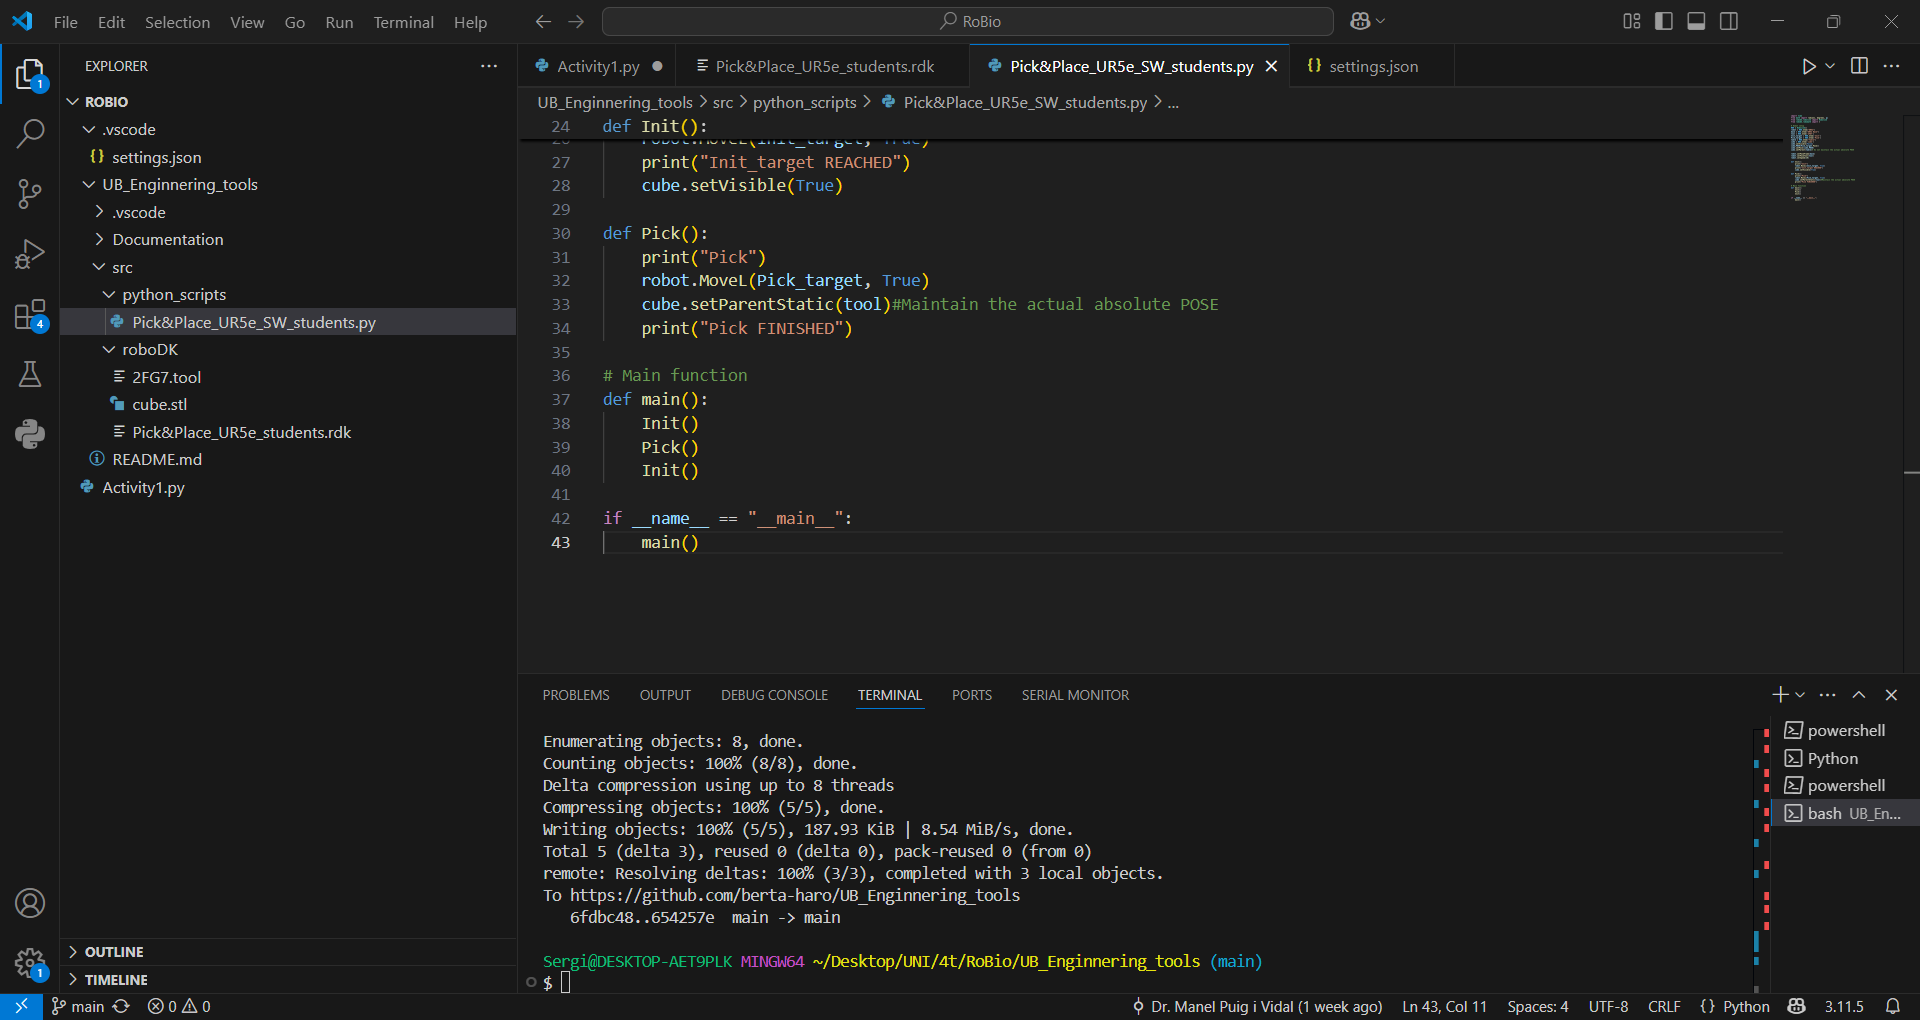 File Edit Selection View Go Run Terminal Help
RoBio
EXPLORER
ROBIO
.vscode
settings.json
UB_Enginnering_tools
.vscode
Documentation
src
python_scripts
Pick&Place_UR5e_SW_students.py
roboDK
2FG7.tool
cube.stl
Pick&Place_UR5e_students.rdk
README.md
Activity1.py
OUTLINE
TIMELINE
1
4
1
Activity1.py Pick&Place_UR5e_students.rdk Pick&Place_UR5e_SW_students.py settings.json
UB_Enginnering_tools > src > python_scripts > Pick&Place_UR5e_SW_students.py > ...
24 def Init():
26 robot.MoveL(Init_target, True)
27 print("Init_target REACHED")
28 cube.setVisible(True)
29
30 def Pick():
31 print("Pick")
32 robot.MoveL(Pick_target, True)
33 cube.setParentStatic(tool)#Maintain the actual absolute POSE
34 print("Pick FINISHED")
35
36 # Main function
37 def main():
38 Init()
39 Pick()
40 Init()
41
42 if __name__ == "__main__":
43 main()
PROBLEMS OUTPUT DEBUG CONSOLE TERMINAL PORTS SERIAL MONITOR
Enumerating objects: 8, done.
Counting objects: 100% (8/8), done.
Delta compression using up to 8 threads
Compressing objects: 100% (5/5), done.
Writing objects: 100% (5/5), 187.93 KiB | 8.54 MiB/s, done.
Total 5 (delta 3), reused 0 (delta 0), pack-reused 0 (from 0)
remote: Resolving deltas: 100% (3/3), completed with 3 local objects.
To https://github.com/berta-haro/UB_Enginnering_tools
6fdbc48..654257e main -> main
Sergi@DESKTOP-AET9PLK MINGW64 ~/Desktop/UNI/4t/RoBio/UB_Enginnering_tools (main)
$
powershell
Python
powershell
bash UB_En...
main 0 0 Dr. Manel Puig i Vidal (1 week ago) Ln 43, Col 11 Spaces: 4 UTF-8 CRLF {} Python 3.11.5